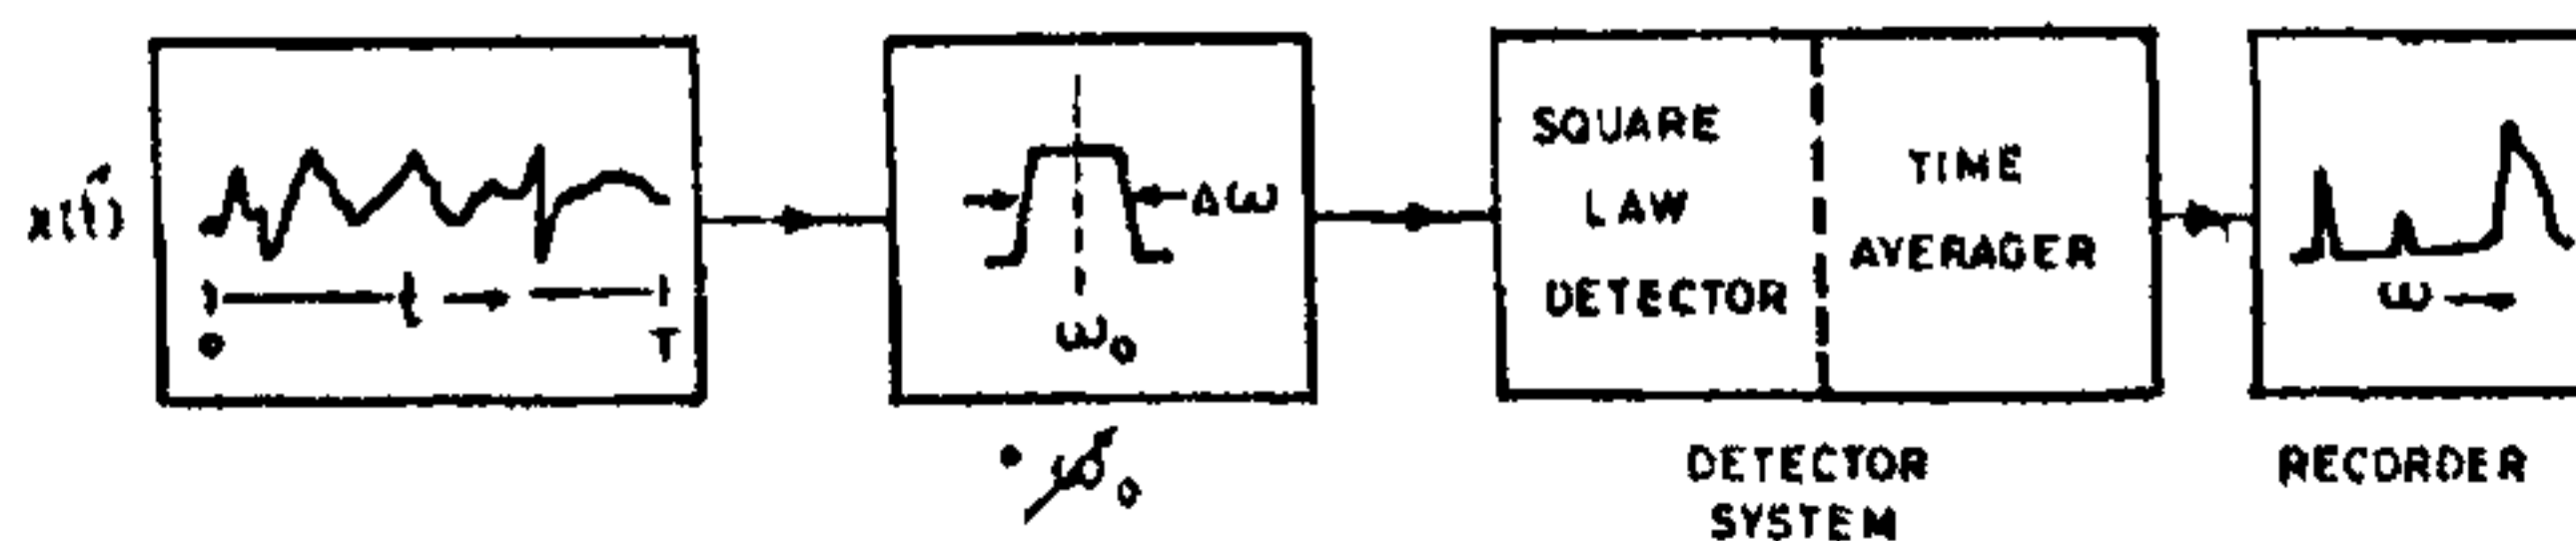 x(t)
0 t T
Δω
ω₀
ω₀
SQUARE
LAW
DETECTOR
TIME
AVERAGER
DETECTOR
SYSTEM
ω
RECORDER